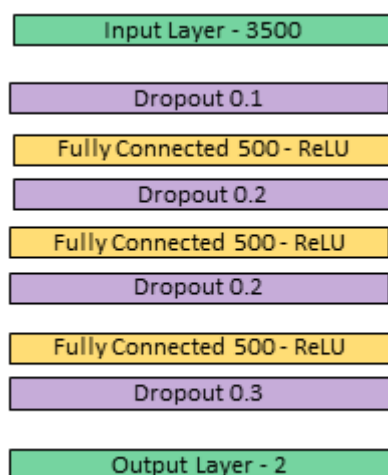 Input Layer - 3500
Dropout 0.1
Fully Connected 500 - ReLU
Dropout 0.2
Fully Connected 500 - ReLU
Dropout 0.2
Fully Connected 500 - ReLU
Dropout 0.3
Output Layer - 2